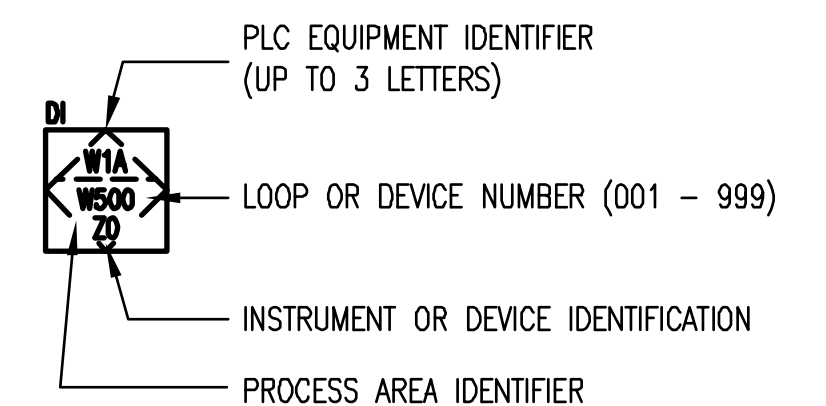 PLC EQUIPMENT IDENTIFIER
(UP TO 3 LETTERS)
DI
W1A
W500
ZO
LOOP OR DEVICE NUMBER (001 – 999)
INSTRUMENT OR DEVICE IDENTIFICATION
PROCESS AREA IDENTIFIER